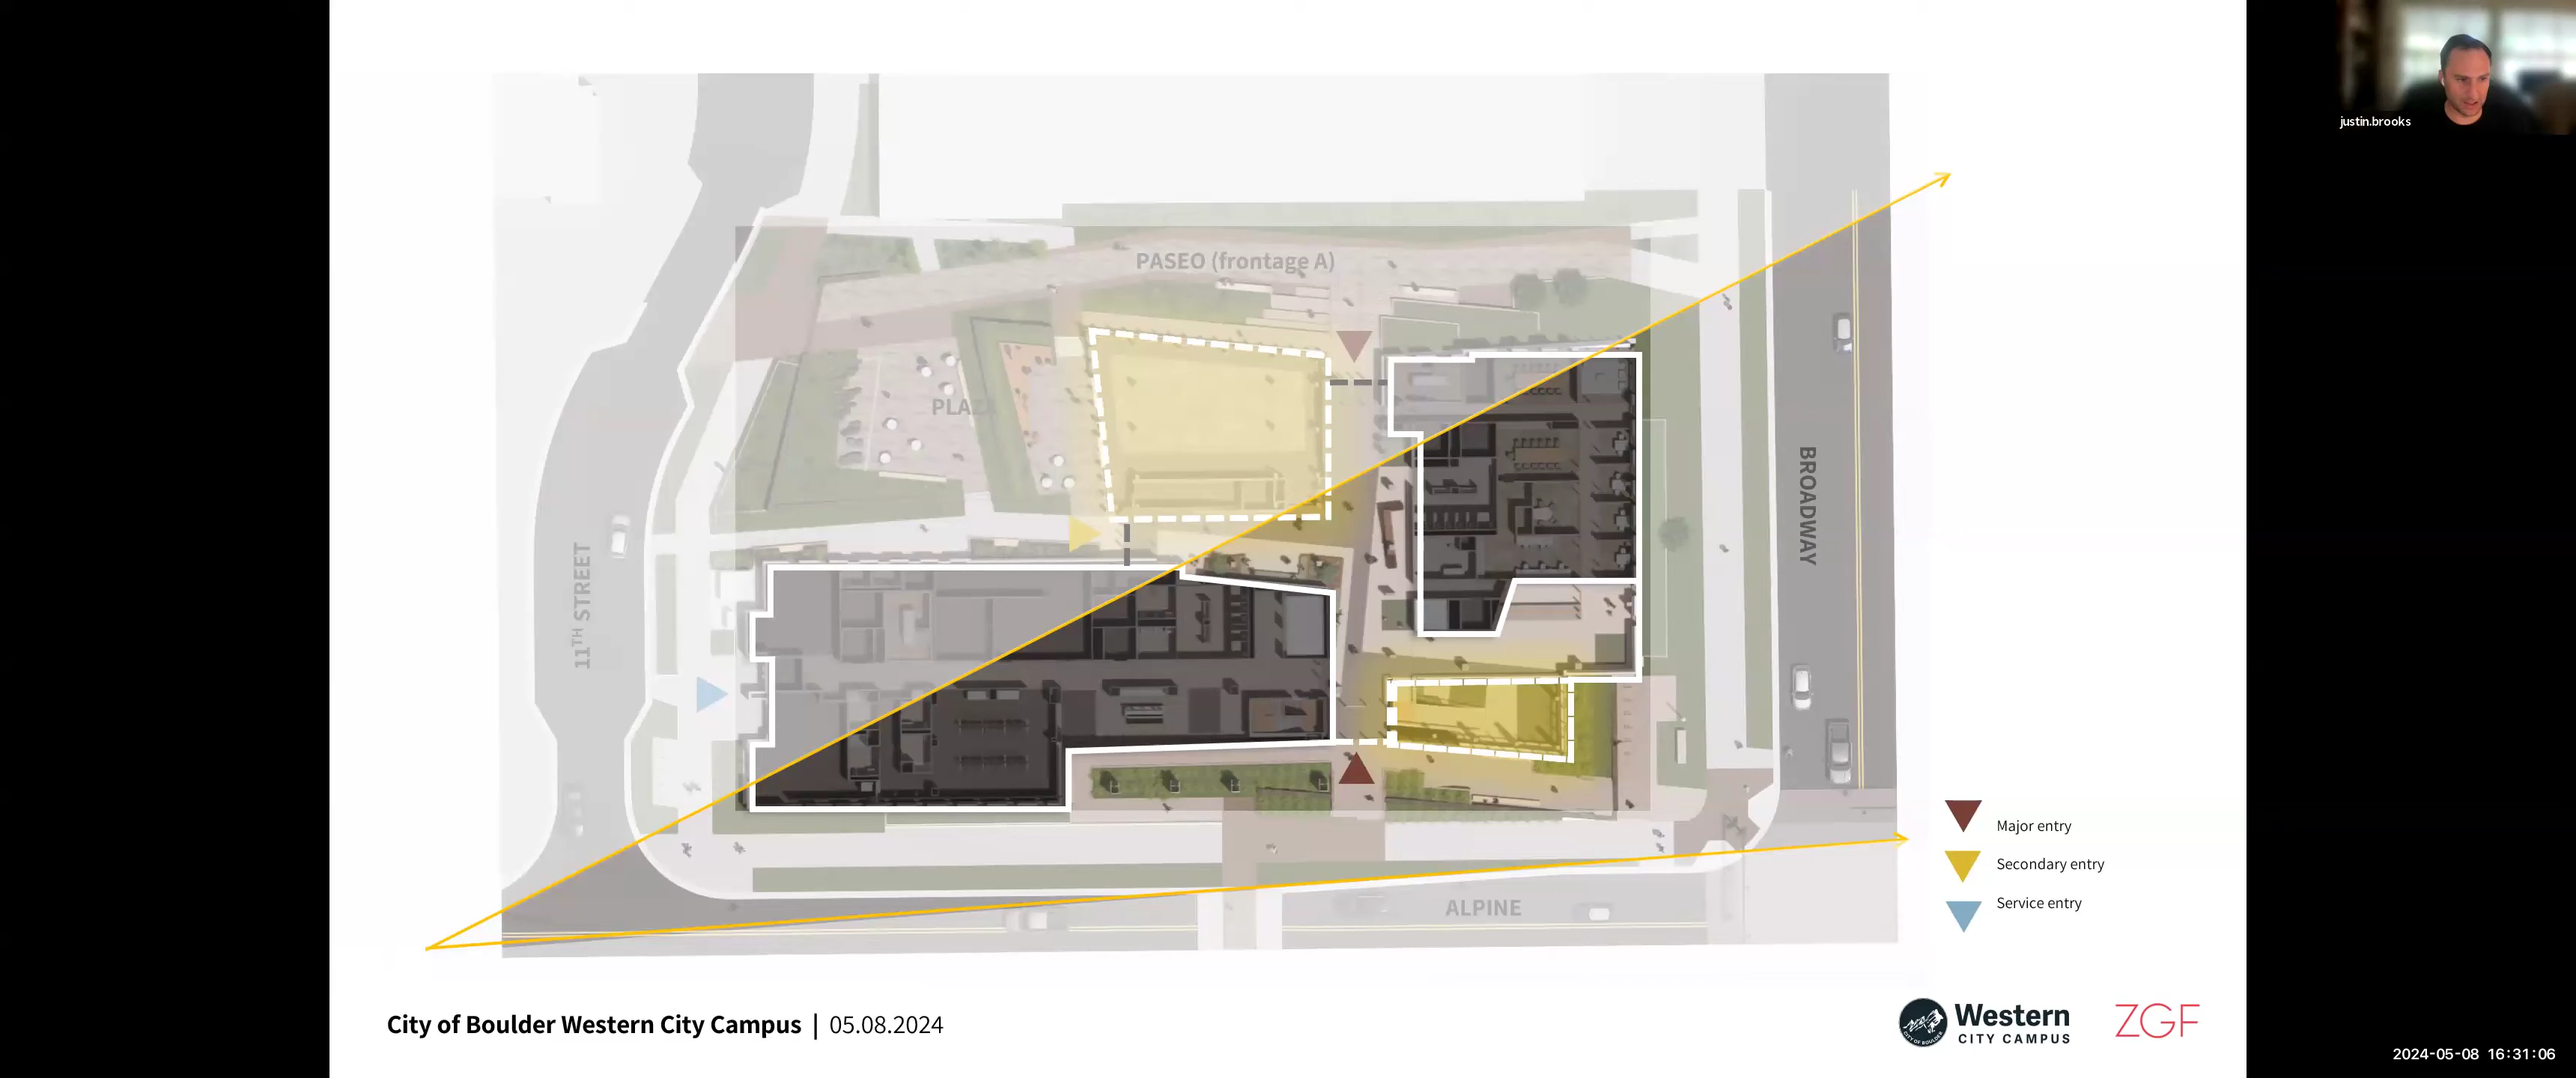 justin.brooks
PASEO (frontage A)
PLAZA
BROADWAY
11TH STREET
Major entry
Secondary entry
Service entry
ALPINE
City of Boulder Western City Campus | 05.08.2024
Western
CITY CAMPUS
ZGF
2024-05-08 16:31:06